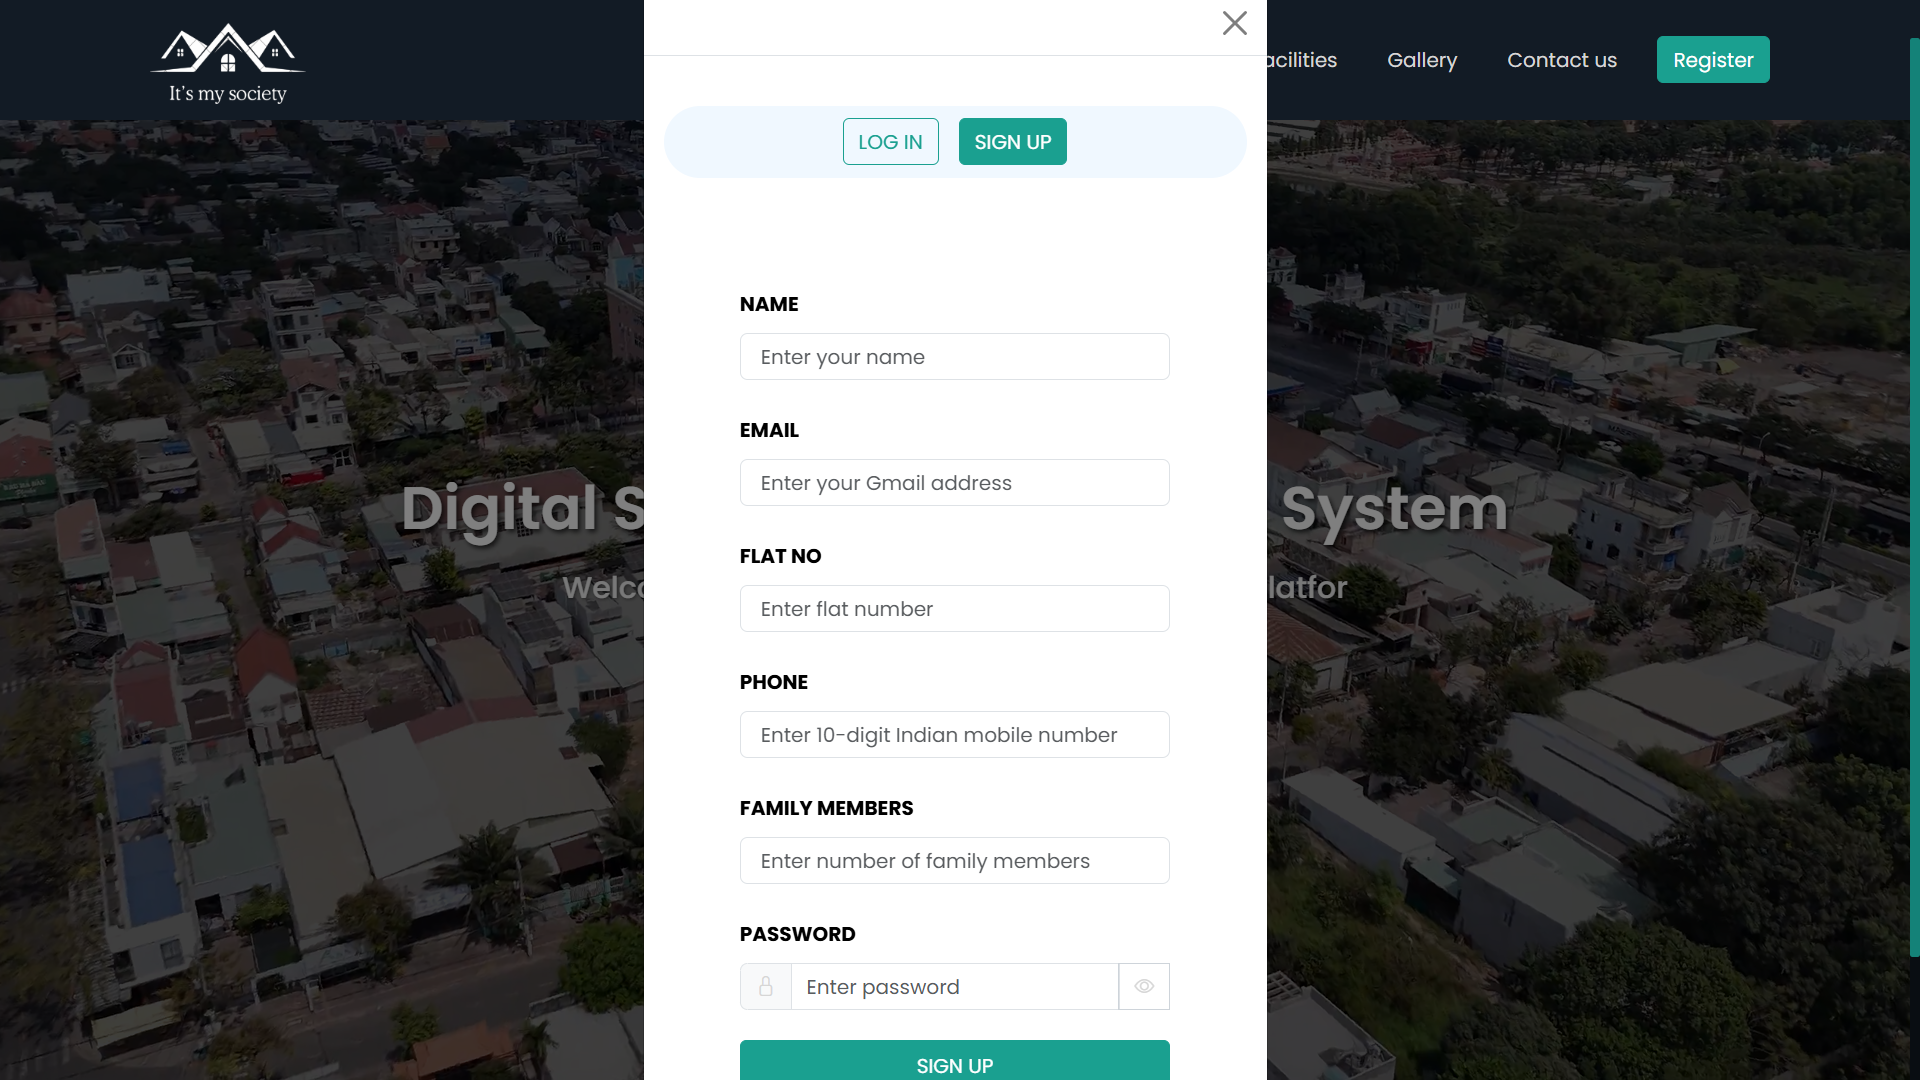 It's my society
acilities
Gallery
Contact us
Register
LOG IN
SIGN UP
Digital S
System
Welco
latfor
NAME
Enter your name
EMAIL
Enter your Gmail address
FLAT NO
Enter flat number
PHONE
Enter 10-digit Indian mobile number
FAMILY MEMBERS
Enter number of family members
PASSWORD
Enter password
SIGN UP